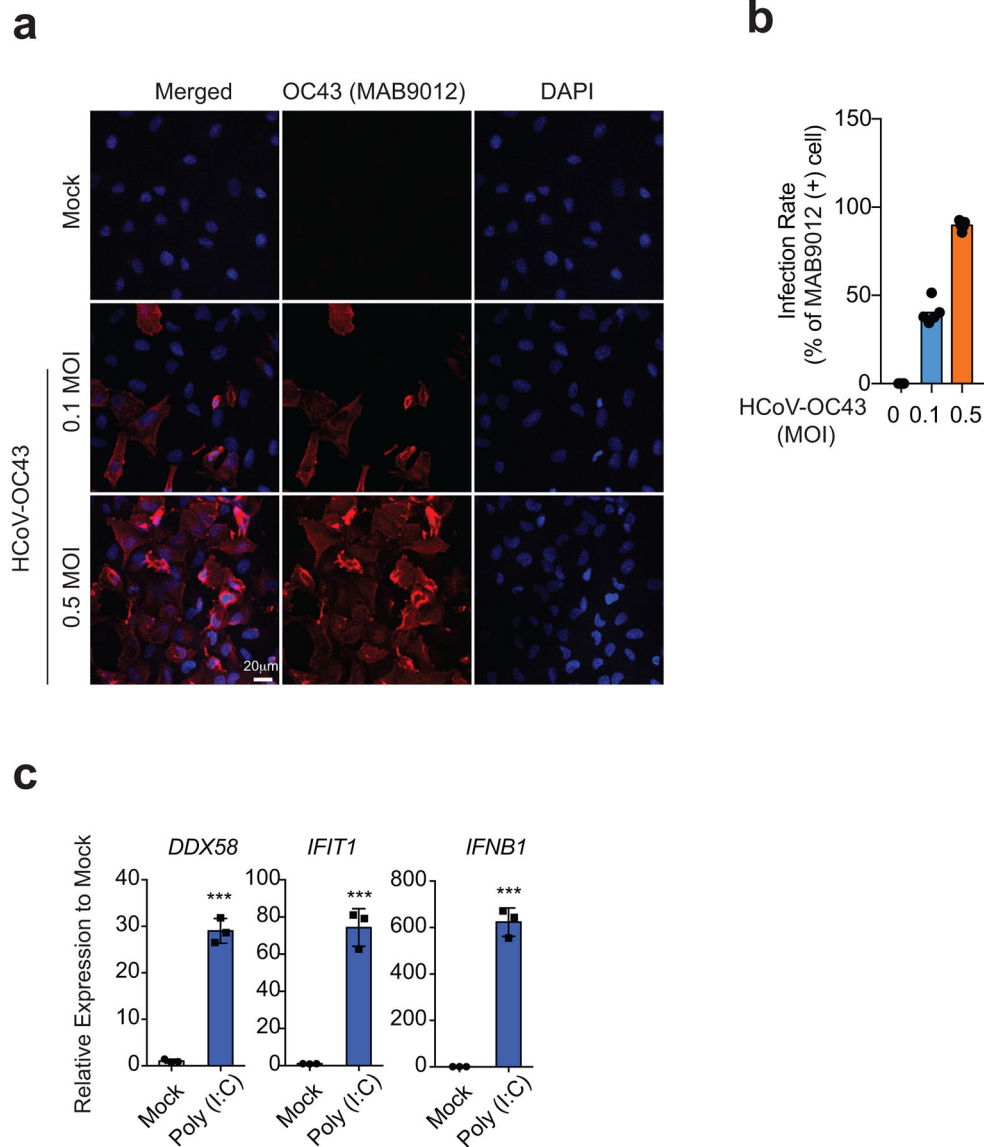 a
Merged OC43 (MAB9012) DAPI
Mock
0.1 MOI
0.5 MOI
HCoV-OC43
20μm
b
Infection Rate
(% of MAB9012 (+) cell)
150
100
50
0
HCoV-OC43
(MOI)
0 0.1 0.5
c
Relative Expression to Mock
DDX58
40
30
20
10
0
***
Mock Poly (I:C)
IFIT1
100
80
60
40
20
0
***
Mock Poly (I:C)
IFNB1
800
600
400
200
0
***
Mock Poly (I:C)